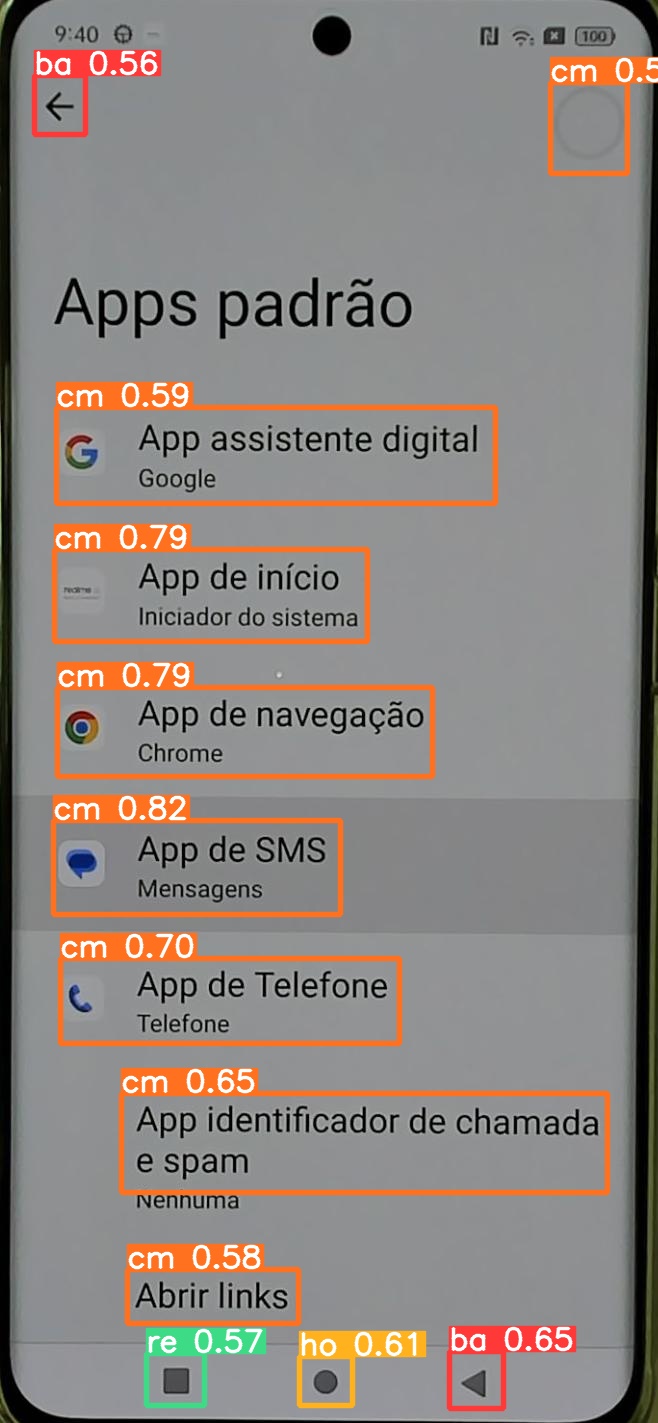 9:40
100
ba 0.56
cm 0.5
Apps padrão
cm 0.59
App assistente digital
Google
cm 0.79
App de início
realme
Iniciador do sistema
cm 0.79
App de navegação
Chrome
cm 0.82
App de SMS
Mensagens
cm 0.70
App de Telefone
Telefone
cm 0.65
App identificador de chamada
e spam
Nenhuma
cm 0.58
Abrir links
re 0.57
ho 0.61
ba 0.65